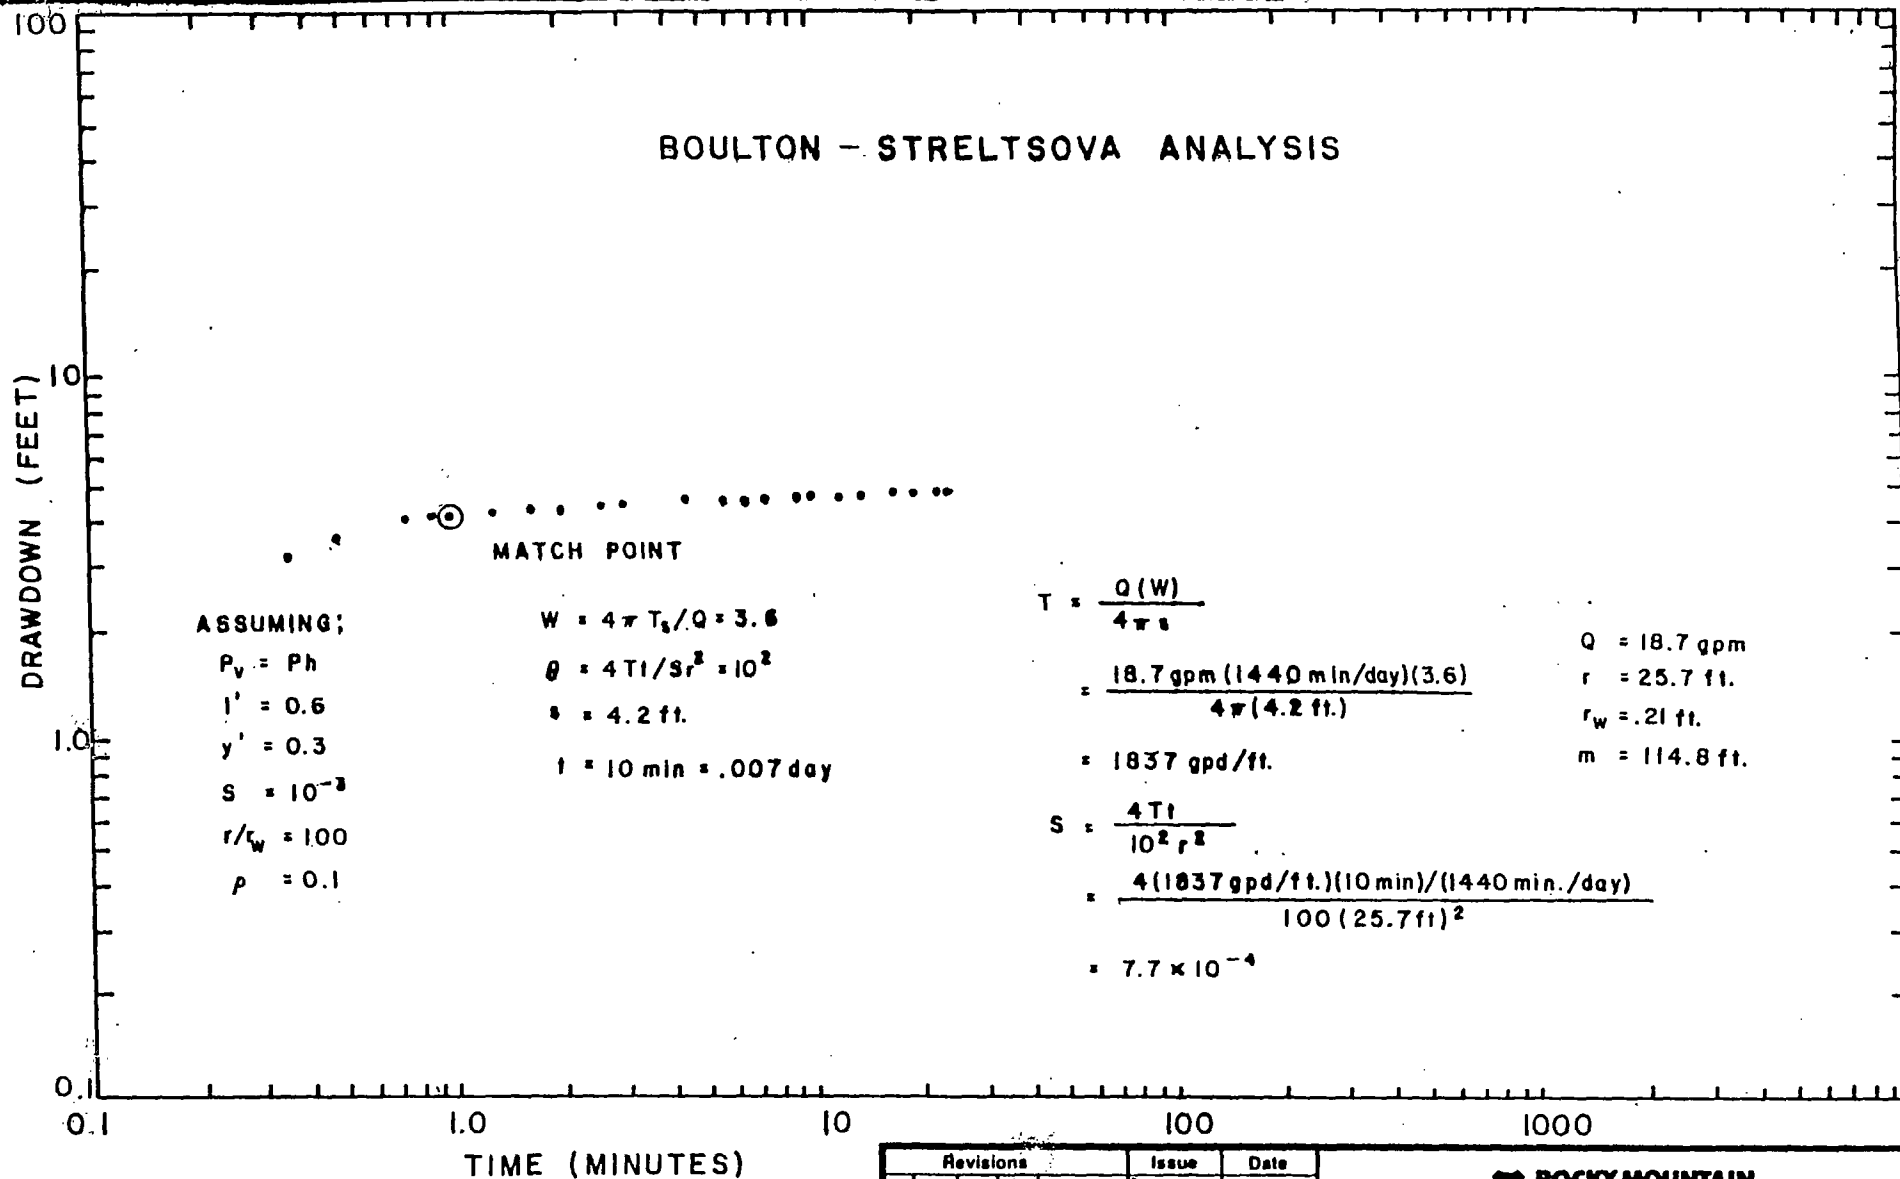 BOULTON - STRELTSOVA ANALYSIS
DRAWDOWN (FEET)
100
10
1.0
0.1
MATCH POINT
ASSUMING;
Pv = Ph
l' = 0.6
y' = 0.3
S = 10⁻³
r/rw = 100
ρ = 0.1
W = 4π Ts/Q = 3.6
θ = 4Tt/Sr² = 10²
s = 4.2 ft.
t = 10 min = .007 day
T = Q(W) / 4πs
= 18.7 gpm (1440 min/day)(3.6) / 4π(4.2 ft.)
= 1837 gpd/ft.
S = 4Tt / 10² r²
= 4(1837 gpd/ft.)(10 min)/(1440 min./day) / 100 (25.7ft)²
= 7.7 × 10⁻⁴
Q = 18.7 gpm
r = 25.7 ft.
rw = .21 ft.
m = 114.8 ft.
0.1 1.0 10 100 1000
TIME (MINUTES)
Revisions Issue Date
ROCKY MOUNTAIN